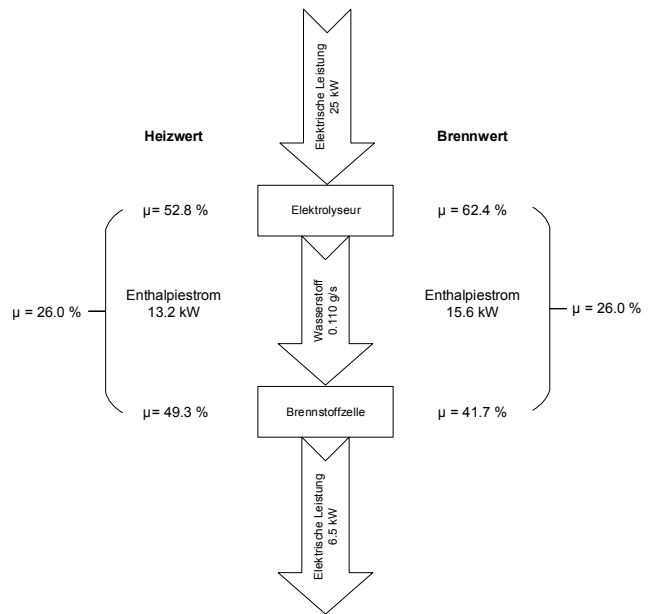 Elektrische Leistung
25 kW
Heizwert
Brennwert
µ= 52.8 %
Elektrolyseur
µ= 62.4 %
Enthalpiestrom
13.2 kW
Wasserstoff
0.110 g/s
Enthalpiestrom
15.6 kW
µ = 26.0 %
µ = 26.0 %
µ= 49.3 %
Brennstoffzelle
µ= 41.7 %
Elektrische Leistung
6.5 kW